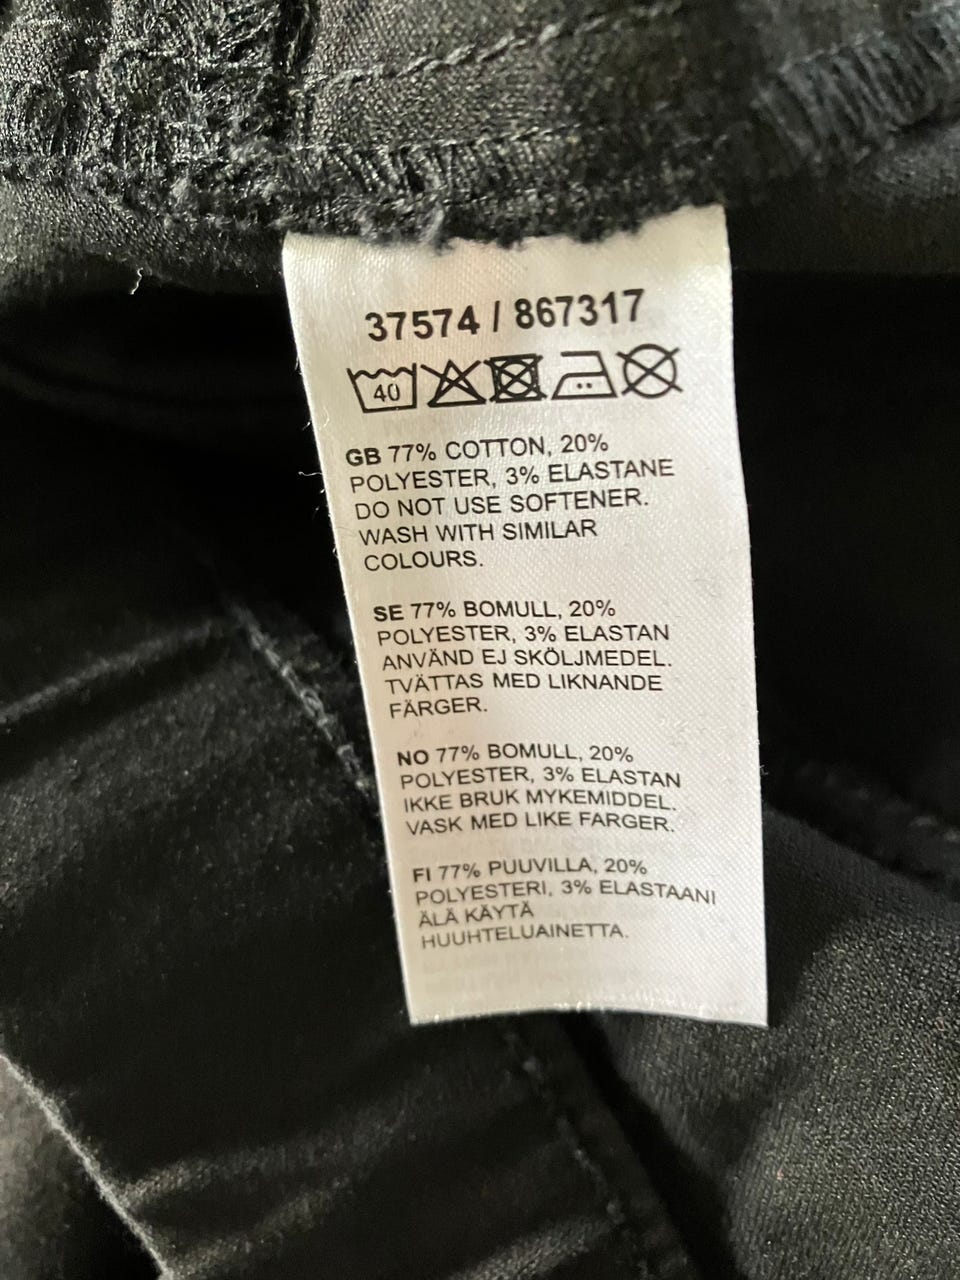 37574 / 867317
40
GB 77% COTTON, 20%
POLYESTER, 3% ELASTANE
DO NOT USE SOFTENER.
WASH WITH SIMILAR
COLOURS.
SE 77% BOMULL, 20%
POLYESTER, 3% ELASTAN
ANVÄND EJ SKÖLJMEDEL.
TVÄTTAS MED LIKNANDE
FÄRGER.
NO 77% BOMULL, 20%
POLYESTER, 3% ELASTAN
IKKE BRUK MYKEMIDDEL.
VASK MED LIKE FARGER.
FI 77% PUUVILLA, 20%
POLYESTERI, 3% ELASTAANI
ÄLÄ KÄYTÄ
HUUHTELUAINETTA.